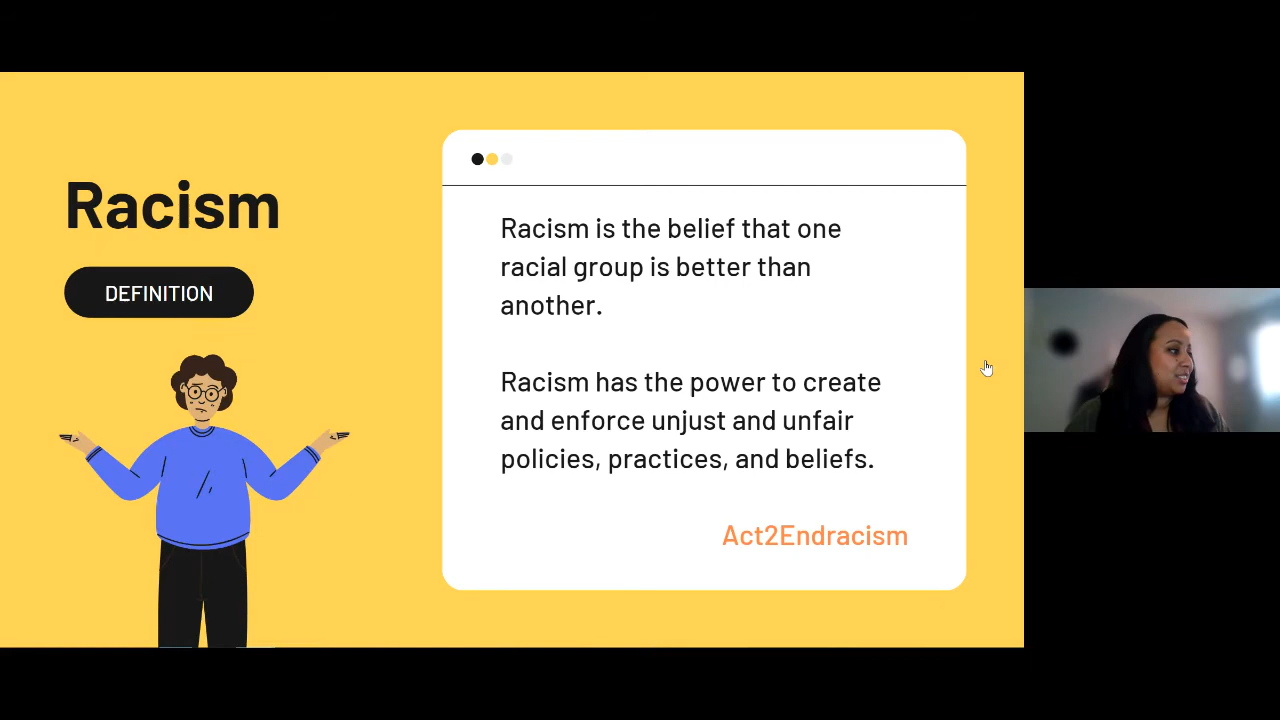 Racism
DEFINITION
Racism is the belief that one
racial group is better than
another.
Racism has the power to create
and enforce unjust and unfair
policies, practices, and beliefs.
Act2Endracism